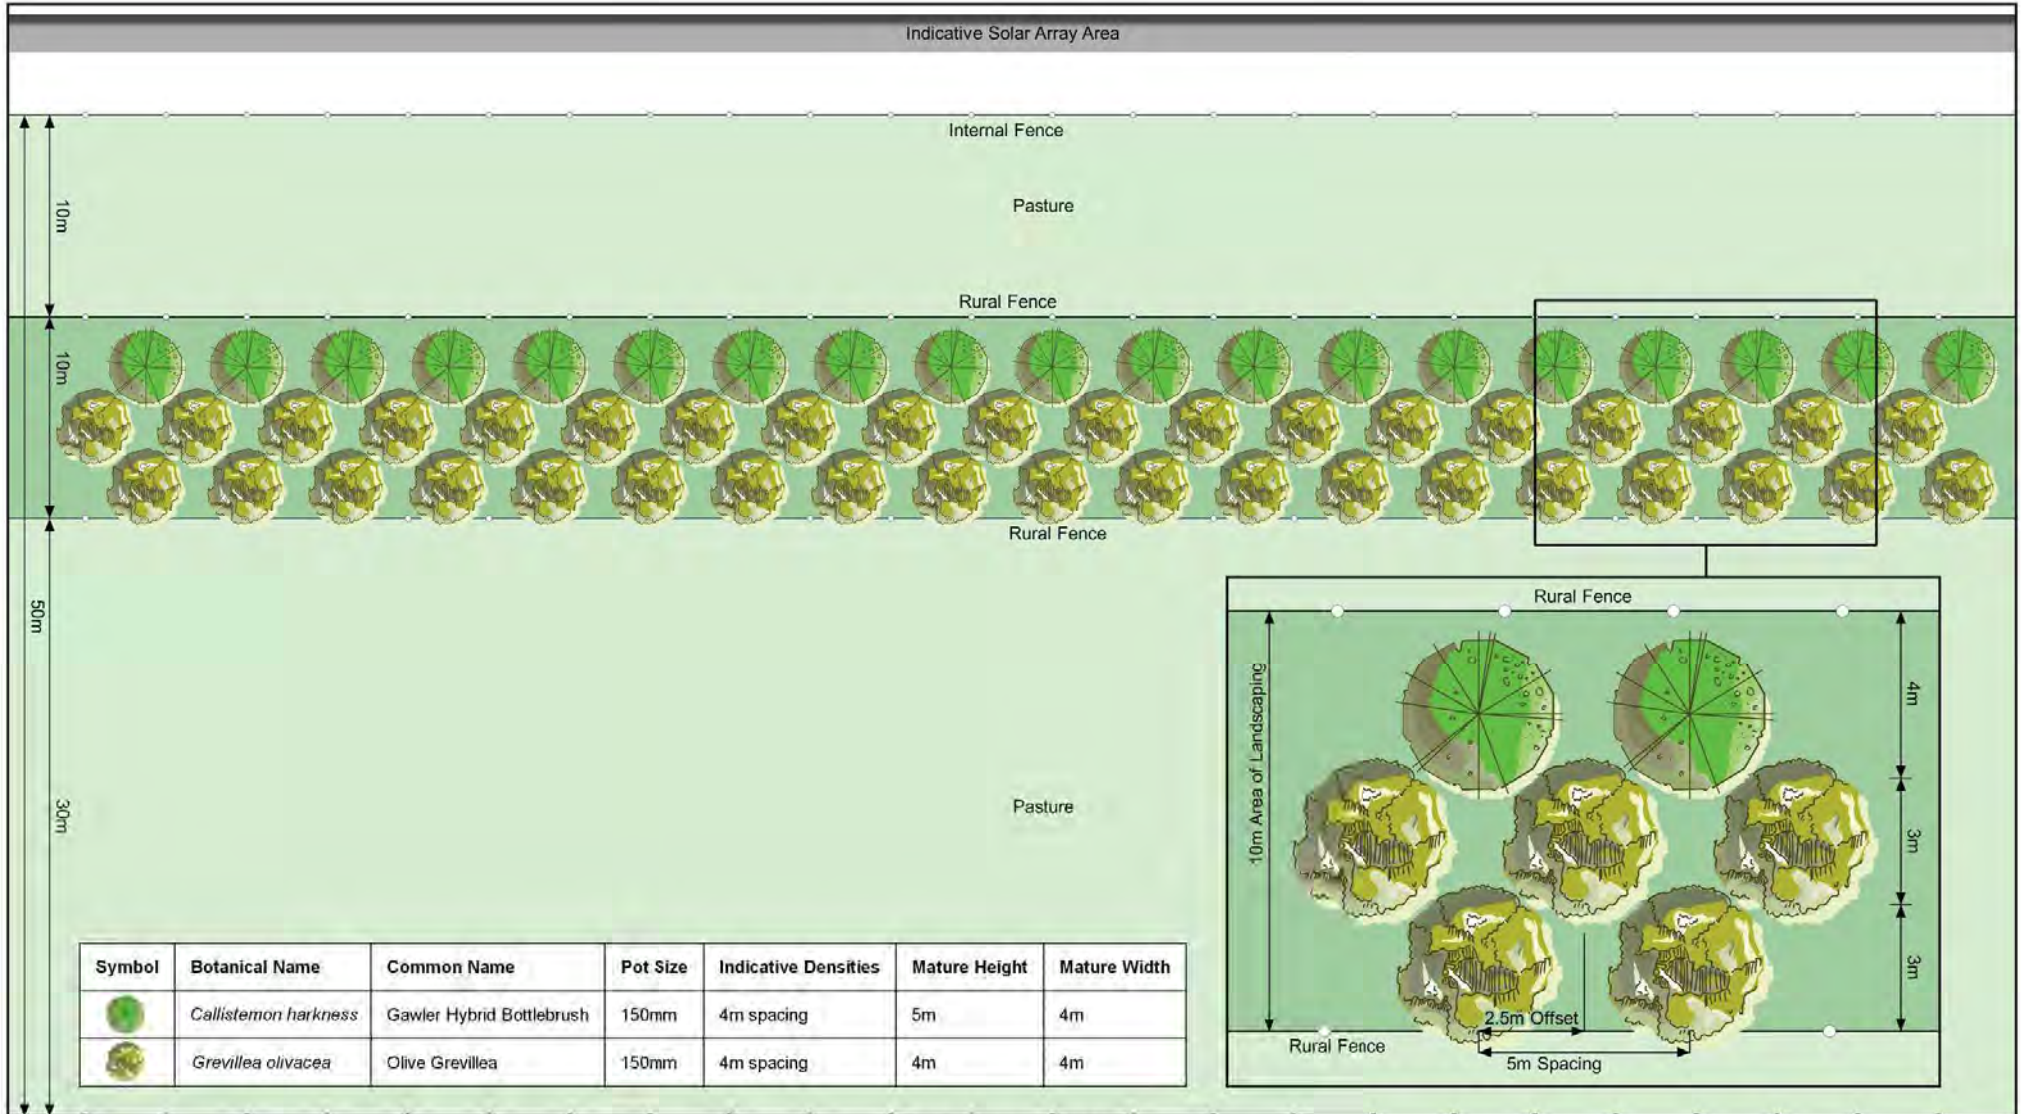 Indicative Solar Array Area
Internal Fence
10m
Pasture
Rural Fence
10m
Rural Fence
50m
30m
Pasture
Rural Fence
10m Area of Landscaping
4m
3m
3m
2.5m Offset
5m Spacing
Rural Fence
Symbol Botanical Name Common Name Pot Size Indicative Densities Mature Height Mature Width
Callistemon harkness Gawler Hybrid Bottlebrush 150mm 4m spacing 5m 4m
Grevillea olivacea Olive Grevillea 150mm 4m spacing 4m 4m